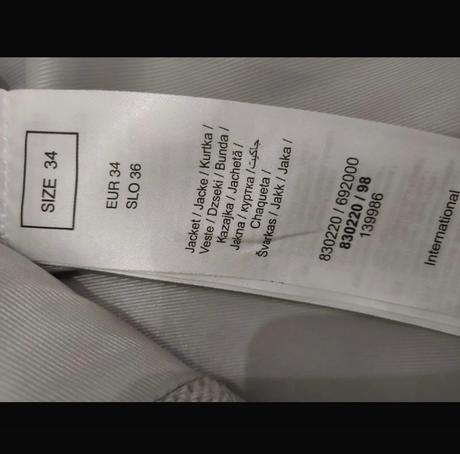 SIZE 34
EUR 34
SLO 36
Jacket / Jacke / Kurtka /
Veste / Dzseki / Bunda /
Kazajka / Jachetă /
Jakna / куртка / جاكيت /
Chaqueta /
Švarkas / Jakk / Jaka /
830220 / 692000
830220 / 98
139986
International